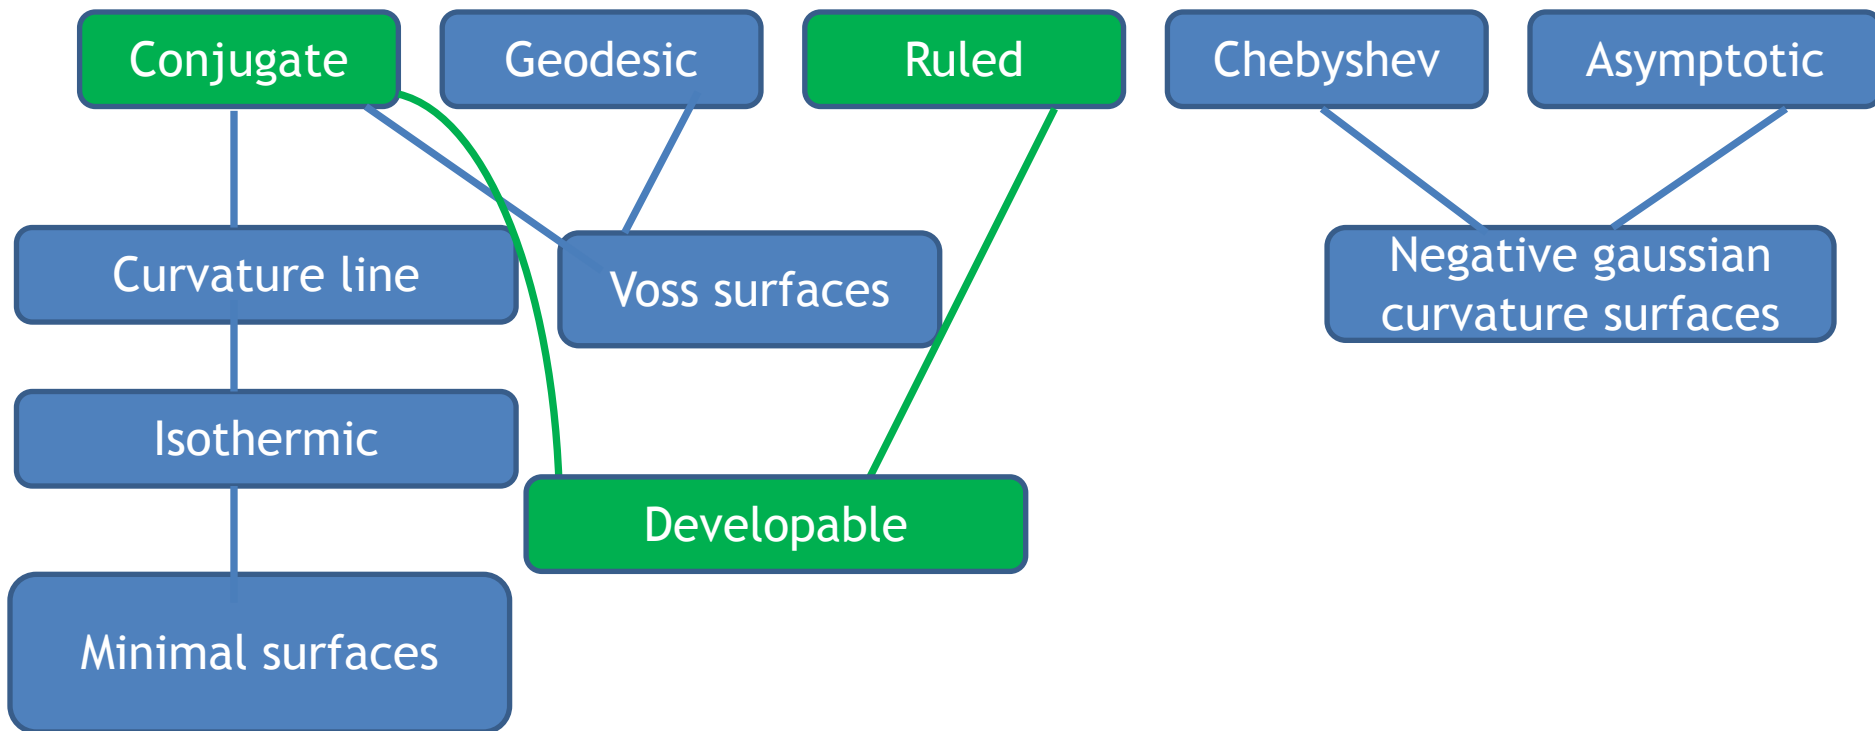 Conjugate
Geodesic
Ruled
Chebyshev
Asymptotic
Curvature line
Voss surfaces
Negative gaussian
curvature surfaces
Isothermic
Developable
Minimal surfaces